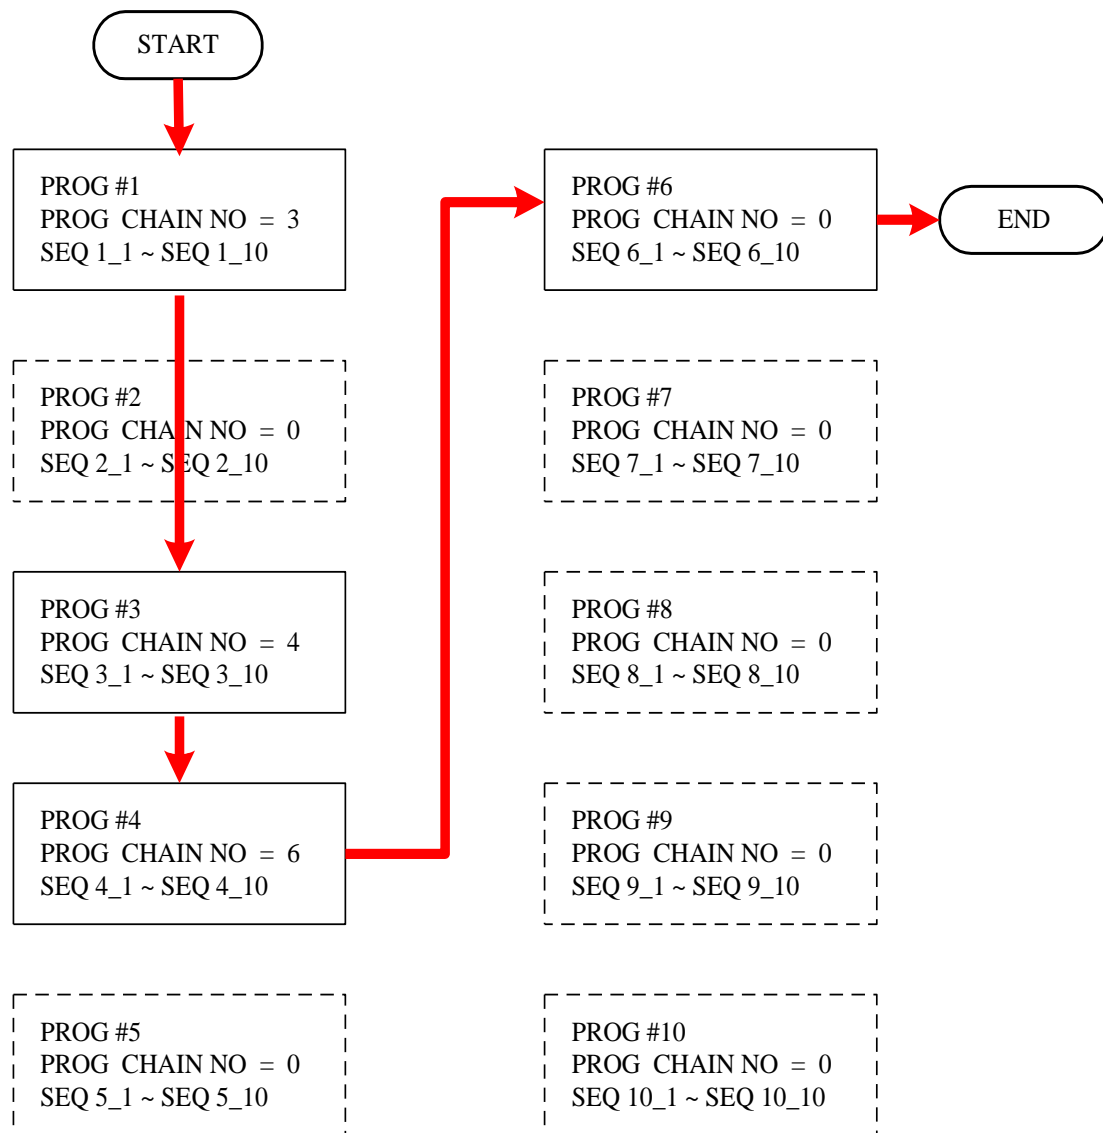 START
PROG #1
PROG CHAIN NO = 3
SEQ 1_1 ~ SEQ 1_10
PROG #2
PROG CHAIN NO = 0
SEQ 2_1 ~ SEQ 2_10
PROG #3
PROG CHAIN NO = 4
SEQ 3_1 ~ SEQ 3_10
PROG #4
PROG CHAIN NO = 6
SEQ 4_1 ~ SEQ 4_10
PROG #5
PROG CHAIN NO = 0
SEQ 5_1 ~ SEQ 5_10
PROG #6
PROG CHAIN NO = 0
SEQ 6_1 ~ SEQ 6_10
END
PROG #7
PROG CHAIN NO = 0
SEQ 7_1 ~ SEQ 7_10
PROG #8
PROG CHAIN NO = 0
SEQ 8_1 ~ SEQ 8_10
PROG #9
PROG CHAIN NO = 0
SEQ 9_1 ~ SEQ 9_10
PROG #10
PROG CHAIN NO = 0
SEQ 10_1 ~ SEQ 10_10